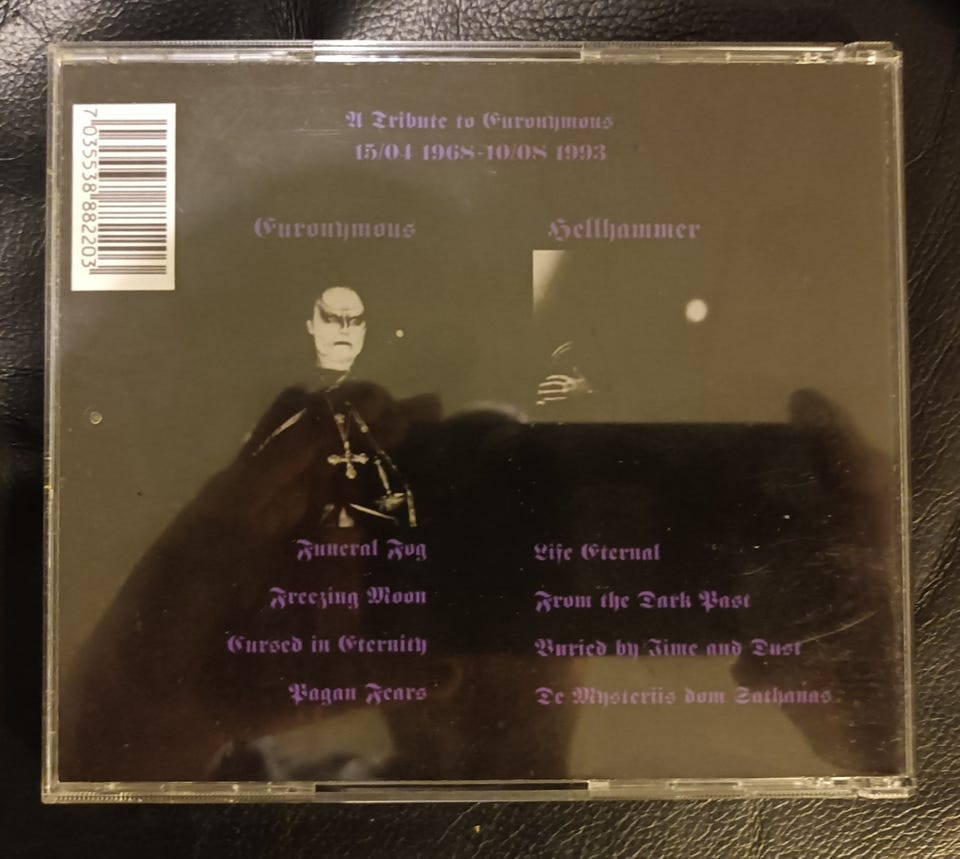 7035538882203
A Tribute to Euronymous
15/04 1968-10/08 1993
Euronymous
Hellhammer
Funeral Fog
Freezing Moon
Cursed in Eternity
Pagan Fears
Life Eternal
From the Dark Past
Buried by Time and Dust
De Mysteriis dom Sathanas